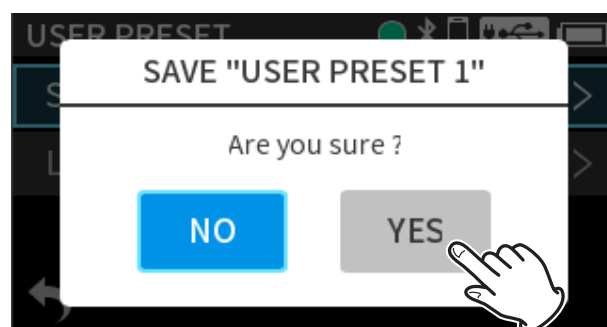 USER PRESET
SAVE "USER PRESET 1"
Are you sure ?
NO
YES
S
L